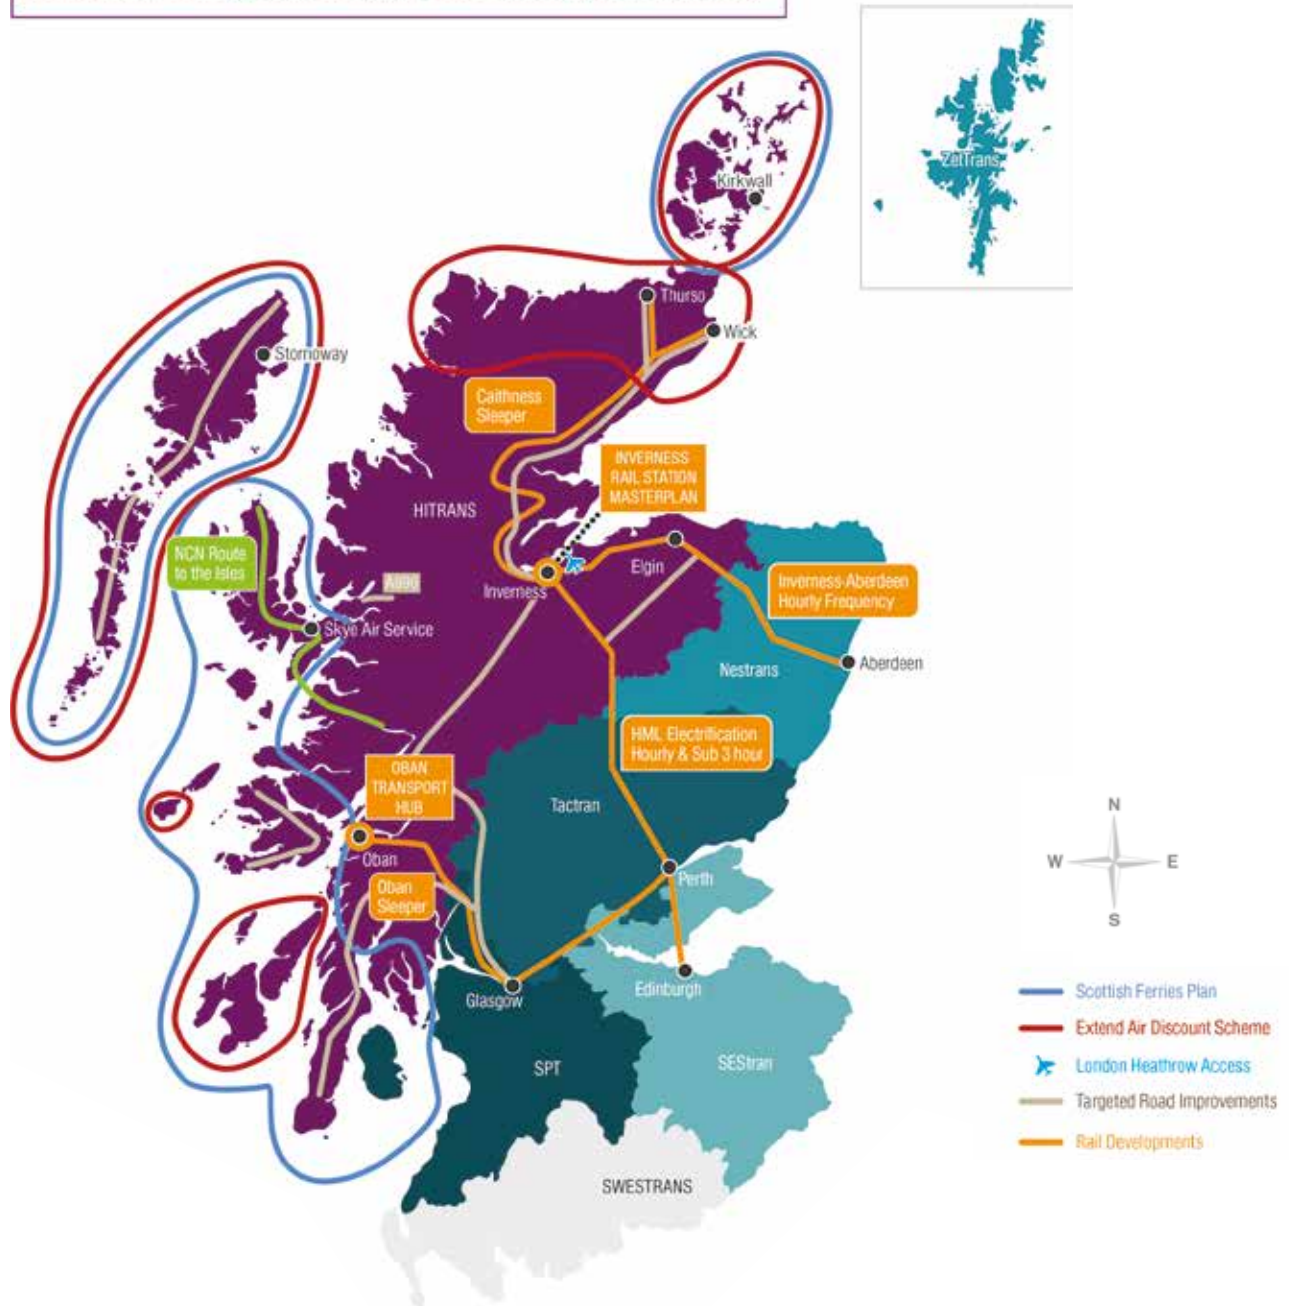 ZetTrans
Kirkwall
Thurso
Wick
Stornoway
Caithness
Sleeper
INVERNESS
RAIL STATION
MASTERPLAN
HITRANS
NCN Route
to the Isles
Elgin
Inverness
Inverness-Aberdeen
Hourly Frequency
Skye Air Service
Aberdeen
Nestrans
HML Electrification
Hourly & Sub 3 hour
OBAN
TRANSPORT
HUB
Tactran
Oban
Perth
Oban
Sleeper
Edinburgh
Glasgow
SPT
SEStran
SWESTRANS
N
W
E
S
Scottish Ferries Plan
Extend Air Discount Scheme
London Heathrow Access
Targeted Road Improvements
Rail Developments